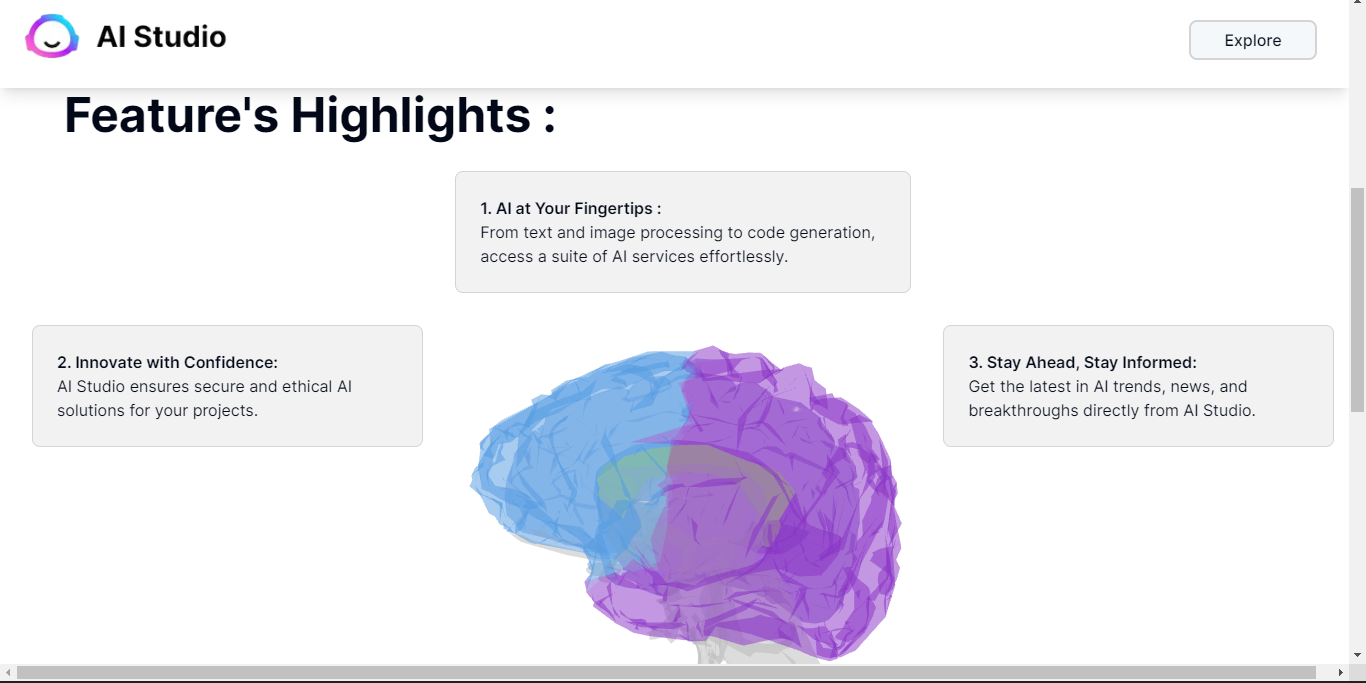 AI Studio
Explore
Feature's Highlights :
1. AI at Your Fingertips :
From text and image processing to code generation,
access a suite of AI services effortlessly.
2. Innovate with Confidence:
AI Studio ensures secure and ethical AI
solutions for your projects.
3. Stay Ahead, Stay Informed:
Get the latest in AI trends, news, and
breakthroughs directly from AI Studio.